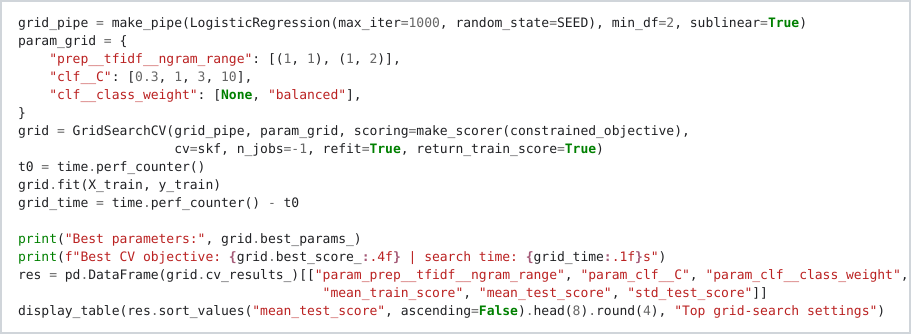 grid_pipe = make_pipe(LogisticRegression(max_iter=1000, random_state=SEED), min_df=2, sublinear=True)
param_grid = {
    "prep__tfidf__ngram_range": [(1, 1), (1, 2)],
    "clf__C": [0.3, 1, 3, 10],
    "clf__class_weight": [None, "balanced"],
}
grid = GridSearchCV(grid_pipe, param_grid, scoring=make_scorer(constrained_objective),
                    cv=skf, n_jobs=-1, refit=True, return_train_score=True)
t0 = time.perf_counter()
grid.fit(X_train, y_train)
grid_time = time.perf_counter() - t0

print("Best parameters:", grid.best_params_)
print(f"Best CV objective: {grid.best_score_:.4f} | search time: {grid_time:.1f}s")
res = pd.DataFrame(grid.cv_results_)[["param_prep__tfidf__ngram_range", "param_clf__C", "param_clf__class_weight",
                                       "mean_train_score", "mean_test_score", "std_test_score"]]
display_table(res.sort_values("mean_test_score", ascending=False).head(8).round(4), "Top grid-search settings")